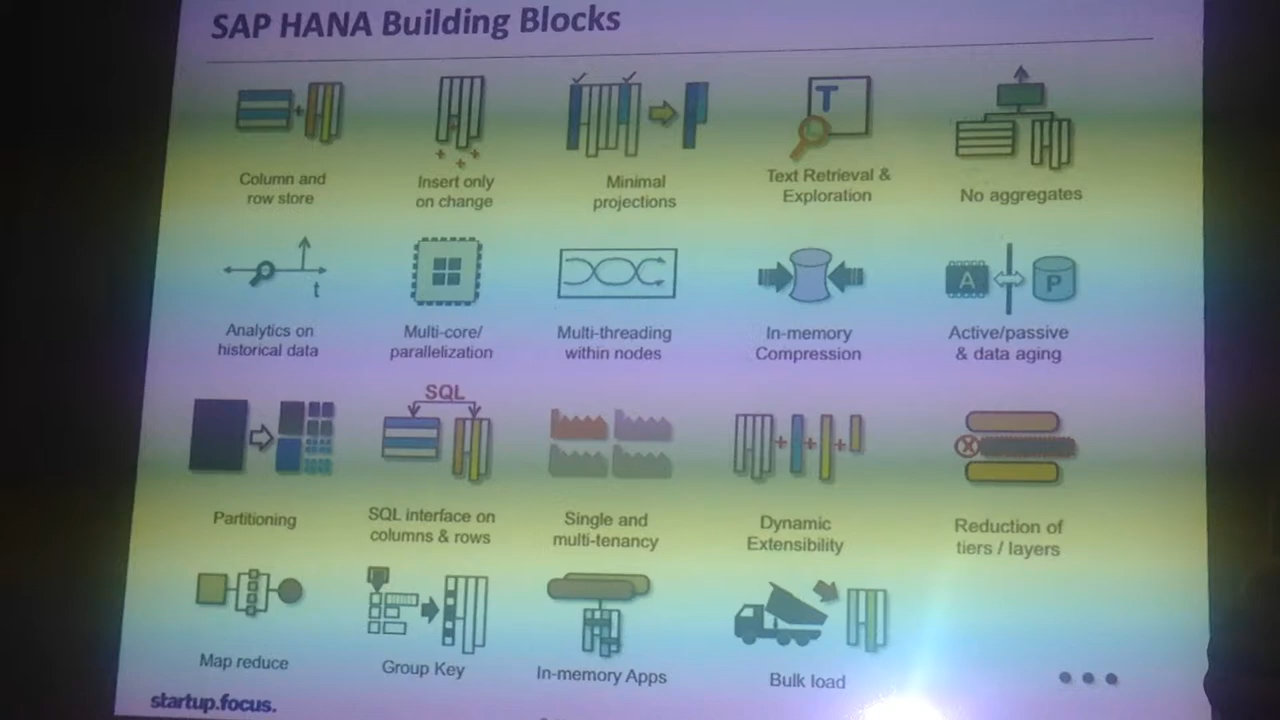 SAP HANA Building Blocks
T
Column and
row store
Insert only
on change
Minimal
projections
Text Retrieval &
Exploration
No aggregates
t
A
P
Analytics on
historical data
Multi-core/
parallelization
Multi-threading
within nodes
In-memory
Compression
Active/passive
& data aging
SQL
Partitioning
SQL interface on
columns & rows
Single and
multi-tenancy
Dynamic
Extensibility
Reduction of
tiers / layers
Map reduce
Group Key
In-memory Apps
Bulk load
startup.focus.